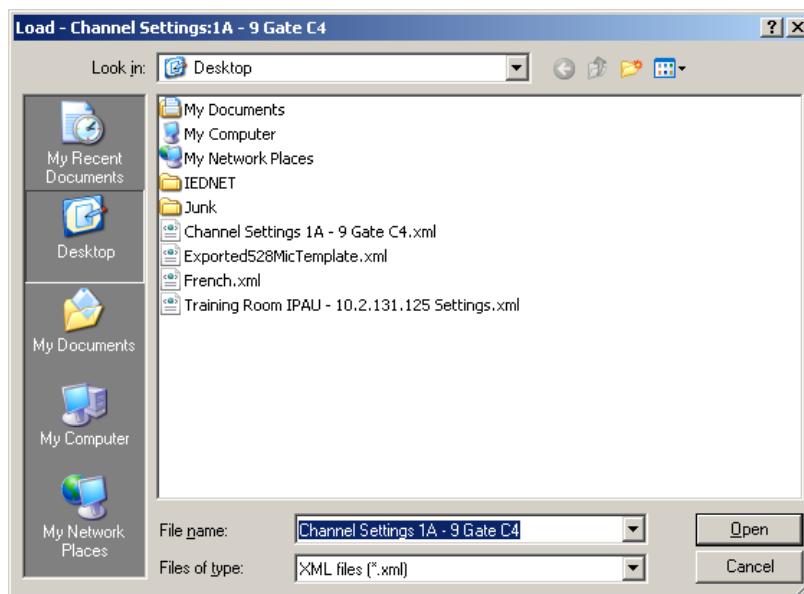 Load - Channel Settings:1A - 9 Gate C4
Look in:
Desktop
My Recent
Documents
Desktop
My Documents
My Computer
My Network
Places
My Documents
My Computer
My Network Places
IEDNET
Junk
Channel Settings 1A - 9 Gate C4.xml
Exported528MicTemplate.xml
French.xml
Training Room IPAU - 10.2.131.125 Settings.xml
File name:
Channel Settings 1A - 9 Gate C4
Open
Files of type:
XML files (*.xml)
Cancel